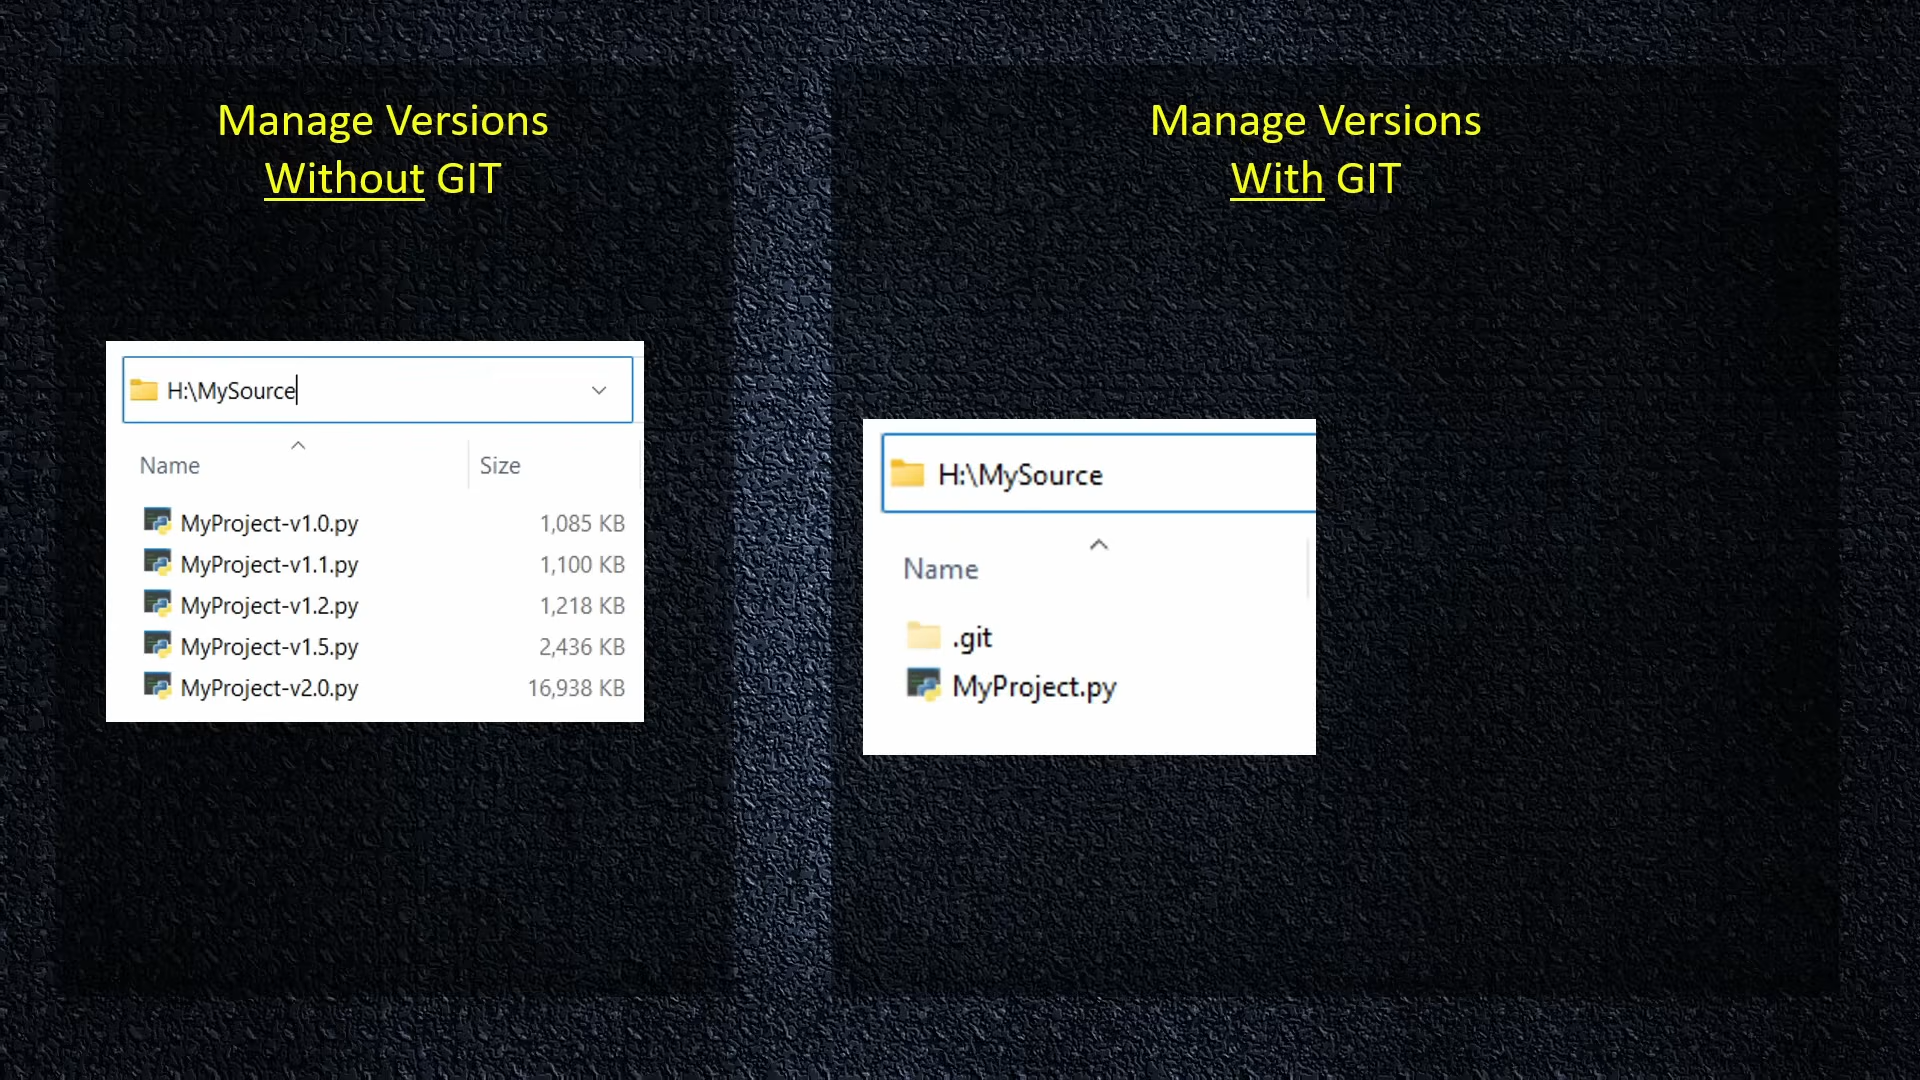 Manage Versions
Without GIT
H:\MySource
Name Size
MyProject-v1.0.py 1,085 KB
MyProject-v1.1.py 1,100 KB
MyProject-v1.2.py 1,218 KB
MyProject-v1.5.py 2,436 KB
MyProject-v2.0.py 16,938 KB
Manage Versions
With GIT
H:\MySource
Name
.git
MyProject.py